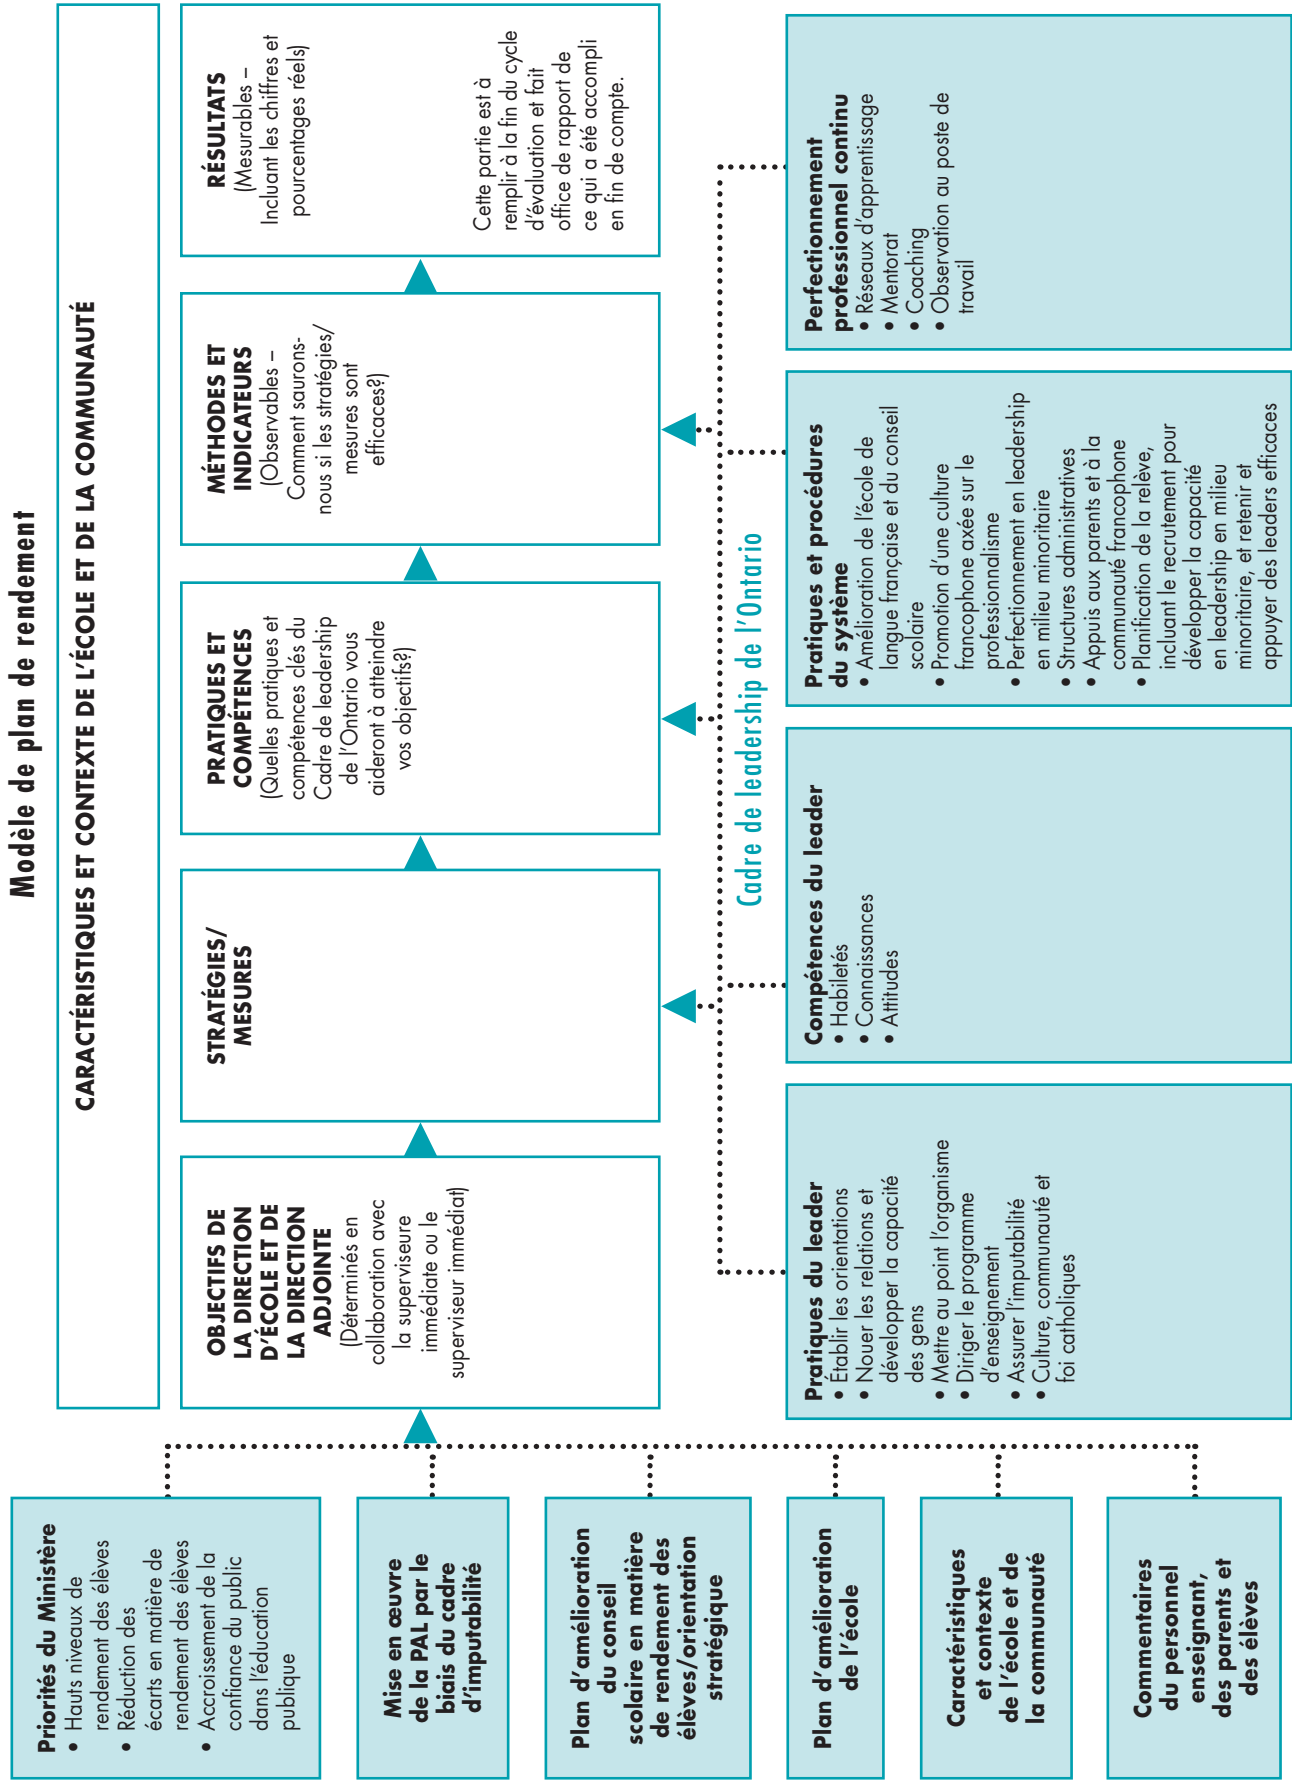 Modèle de plan de rendement
CARACTÉRISTIQUES ET CONTEXTE DE L'ÉCOLE ET DE LA COMMUNAUTÉ
Priorités du Ministère
• Hauts niveaux de
rendement des élèves
• Réduction des
écarts en matière de
rendement des élèves
• Accroissement de la
confiance du public
dans l'éducation
publique
Mise en œuvre
de la PAL par le
biais du cadre
d'imputabilité
Plan d'amélioration
du conseil
scolaire en matière
de rendement des
élèves/orientation
stratégique
Plan d'amélioration
de l'école
Caractéristiques
et contexte
de l'école et de
la communauté
Commentaires
du personnel
enseignant,
des parents et
des élèves
OBJECTIFS DE
LA DIRECTION
D'ÉCOLE ET DE
LA DIRECTION
ADJOINTE
(Déterminés en
collaboration avec
la superviseure
immédiate ou le
superviseur immédiat)
STRATÉGIES/
MESURES
PRATIQUES ET
COMPÉTENCES
(Quelles pratiques et
compétences clés du
Cadre de leadership
de l'Ontario vous
aideront à atteindre
vos objectifs?)
MÉTHODES ET
INDICATEURS
(Observables –
Comment saurons-
nous si les stratégies/
mesures sont
efficaces?)
RÉSULTATS
(Mesurables –
Incluant les chiffres et
pourcentages réels)
Cette partie est à
remplir à la fin du cycle
d'évaluation et fait
office de rapport de
ce qui a été accompli
en fin de compte.
Cadre de leadership de l'Ontario
Pratiques du leader
• Établir les orientations
• Nouer les relations et
développer la capacité
des gens
• Mettre au point l'organisme
• Diriger le programme
d'enseignement
• Assurer l'imputabilité
• Culture, communauté et
foi catholiques
Compétences du leader
• Habiletés
• Connaissances
• Attitudes
Pratiques et procédures
du système
• Amélioration de l'école de
langue française et du conseil
scolaire
• Promotion d'une culture
francophone axée sur le
professionnalisme
• Perfectionnement en leadership
en milieu minoritaire
• Structures administratives
• Appuis aux parents et à la
communauté francophone
• Planification de la relève,
incluant le recrutement pour
développer la capacité
en leadership en milieu
minoritaire, et retenir et
appuyer des leaders efficaces
Perfectionnement
professionnel continu
• Réseaux d'apprentissage
• Mentorat
• Coaching
• Observation au poste de
travail